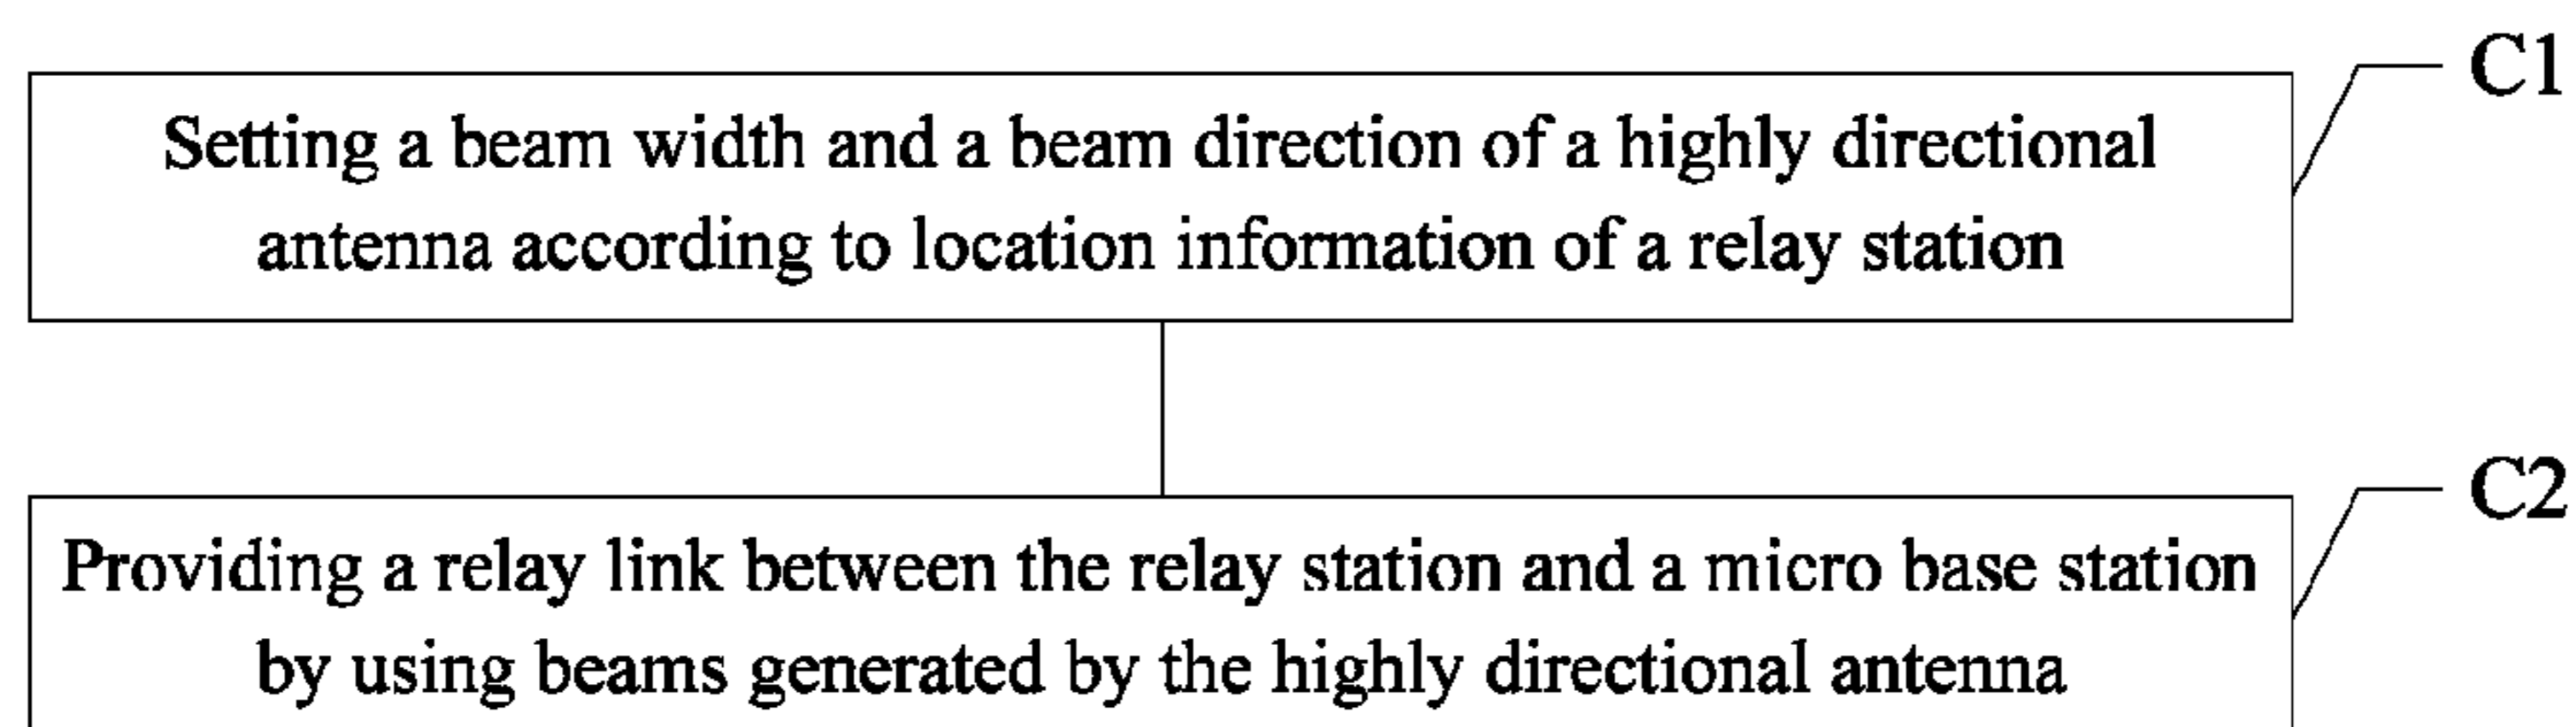 C1
Setting a beam width and a beam direction of a highly directional
antenna according to location information of a relay station
C2
Providing a relay link between the relay station and a micro base station
by using beams generated by the highly directional antenna